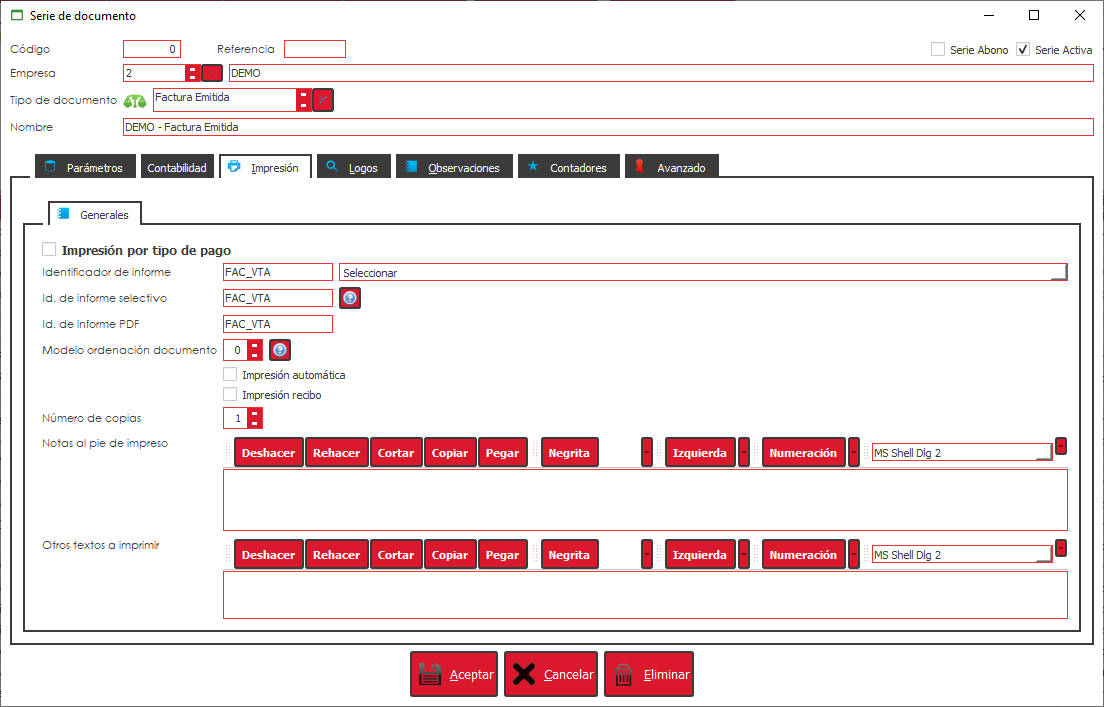 Serie de documento
Código 0 Referencia Serie Abono Serie Activa
Empresa 2 DEMO
Tipo de documento Factura Emitida
Nombre DEMO - Factura Emitida
Parámetros Contabilidad Impresión Logos Observaciones Contadores Avanzado
Generales
Impresión por tipo de pago
Identificador de informe FAC_VTA Seleccionar
Id. de informe selectivo FAC_VTA
Id. de informe PDF FAC_VTA
Modelo ordenación documento 0
Impresión automática
Impresión recibo
Número de copias 1
Notas al pie de impreso
Deshacer Rehacer Cortar Copiar Pegar Negrita - Izquierda - Numeración - MS Shell Dlg 2 -
Otros textos a imprimir
Deshacer Rehacer Cortar Copiar Pegar Negrita - Izquierda - Numeración - MS Shell Dlg 2 -
Aceptar Cancelar Eliminar